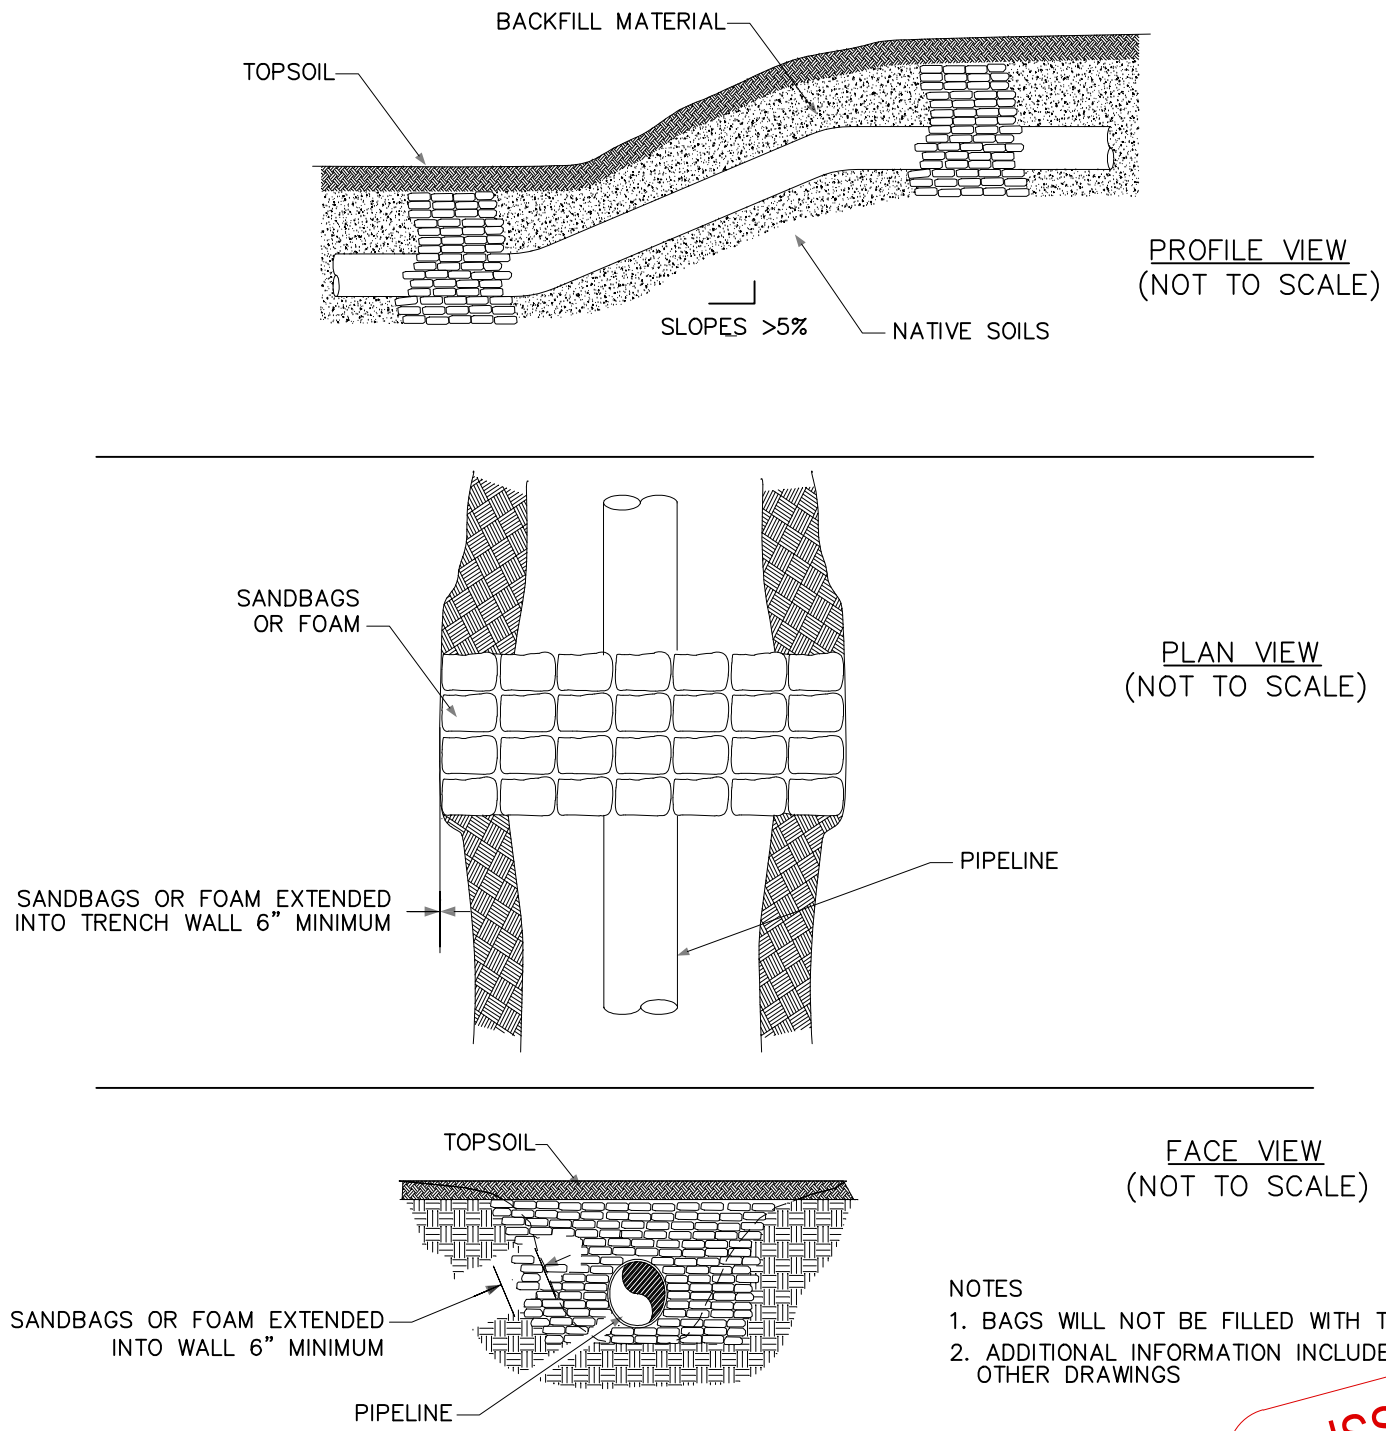 BACKFILL MATERIAL
TOPSOIL
PROFILE VIEW
(NOT TO SCALE)
SLOPES >5%
NATIVE SOILS
SANDBAGS
OR FOAM
PLAN VIEW
(NOT TO SCALE)
PIPELINE
SANDBAGS OR FOAM EXTENDED
INTO TRENCH WALL 6" MINIMUM
TOPSOIL
FACE VIEW
(NOT TO SCALE)
SANDBAGS OR FOAM EXTENDED
INTO WALL 6" MINIMUM
PIPELINE
NOTES
1. BAGS WILL NOT BE FILLED WITH
2. ADDITIONAL INFORMATION
OTHER DRAWINGS